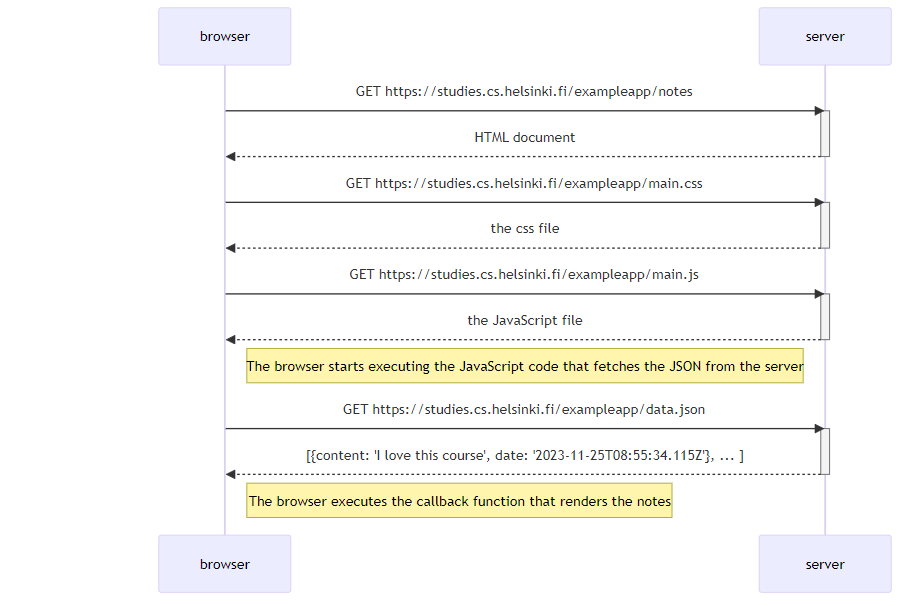 browser
server
GET https://studies.cs.helsinki.fi/exampleapp/notes
HTML document
GET https://studies.cs.helsinki.fi/exampleapp/main.css
the css file
GET https://studies.cs.helsinki.fi/exampleapp/main.js
the JavaScript file
The browser starts executing the JavaScript code that fetches the JSON from the server
GET https://studies.cs.helsinki.fi/exampleapp/data.json
[{content: 'I love this course', date: '2023-11-25T08:55:34.115Z'}, ... ]
The browser executes the callback function that renders the notes
browser
server